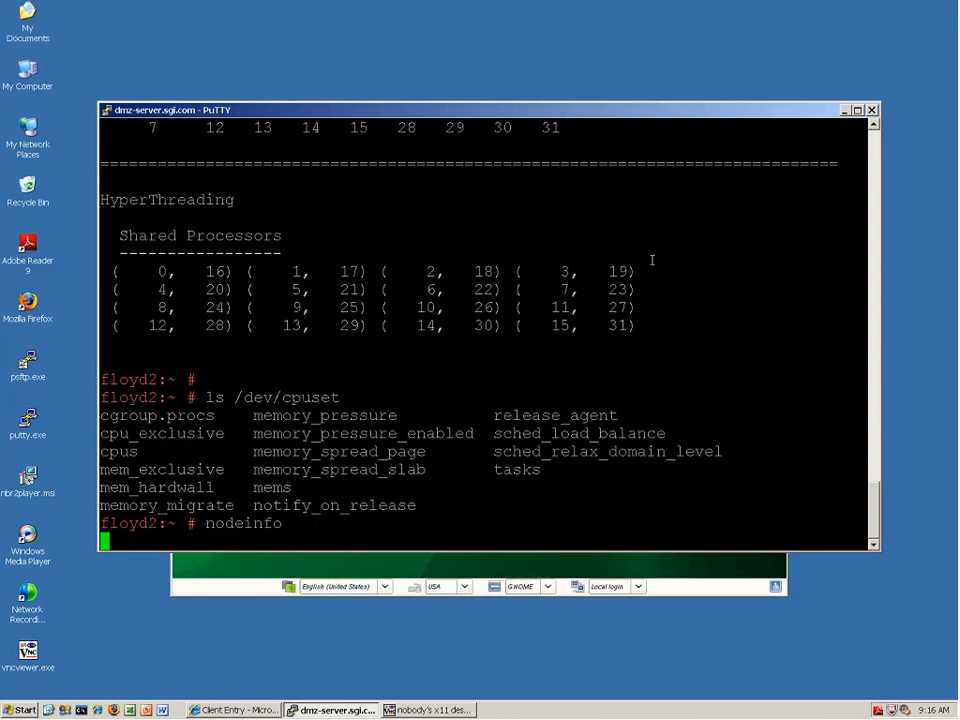 My
Documents
My Computer
My Network
Places
Recycle Bin
Adobe Reader
9
Mozilla Firefox
psftp.exe
putty.exe
nbr2player.msi
Windows
Media Player
Network
Recordi...
vncviewer.exe
dmz-server.sgi.com - PuTTY
7 12 13 14 15 28 29 30 31
=============================================================================
HyperThreading
Shared Processors
-----------------
( 0, 16) ( 1, 17) ( 2, 18) ( 3, 19)
( 4, 20) ( 5, 21) ( 6, 22) ( 7, 23)
( 8, 24) ( 9, 25) ( 10, 26) ( 11, 27)
( 12, 28) ( 13, 29) ( 14, 30) ( 15, 31)
floyd2:~ #
floyd2:~ # ls /dev/cpuset
cgroup.procs memory_pressure release_agent
cpu_exclusive memory_pressure_enabled sched_load_balance
cpus memory_spread_page sched_relax_domain_level
mem_exclusive memory_spread_slab tasks
mem_hardwall mems
memory_migrate notify_on_release
floyd2:~ # nodeinfo
English (United States) USA GNOME Local login
Start Client Entry - Micro... dmz-server.sgi.c... nobody's x11 des... 9:16 AM